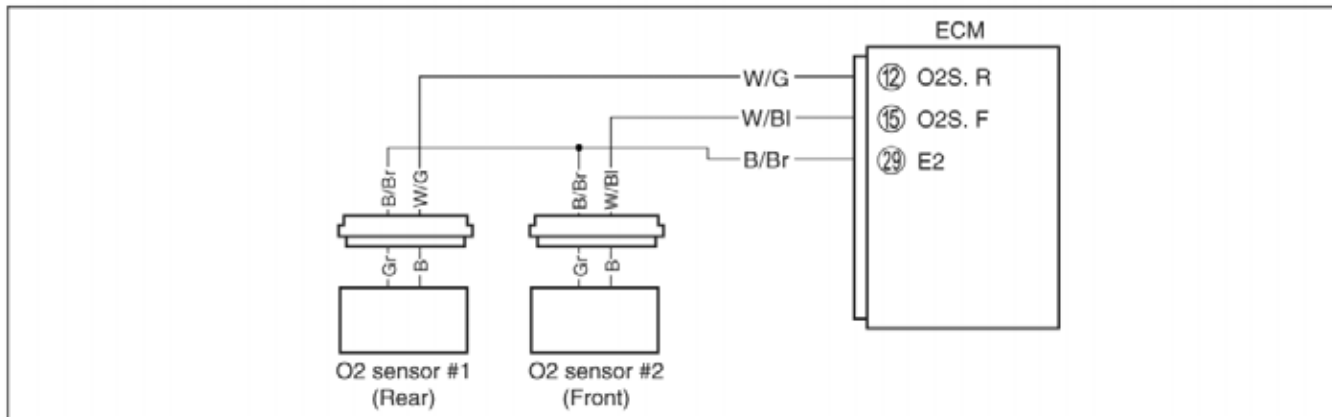 ECM
W/G
⑫ O2S. R
W/Bl
⑮ O2S. F
B/Br
㉙ E2
B/Br
W/G
B/Br
W/Bl
Gr
B
Gr
B
O2 sensor #1
(Rear)
O2 sensor #2
(Front)